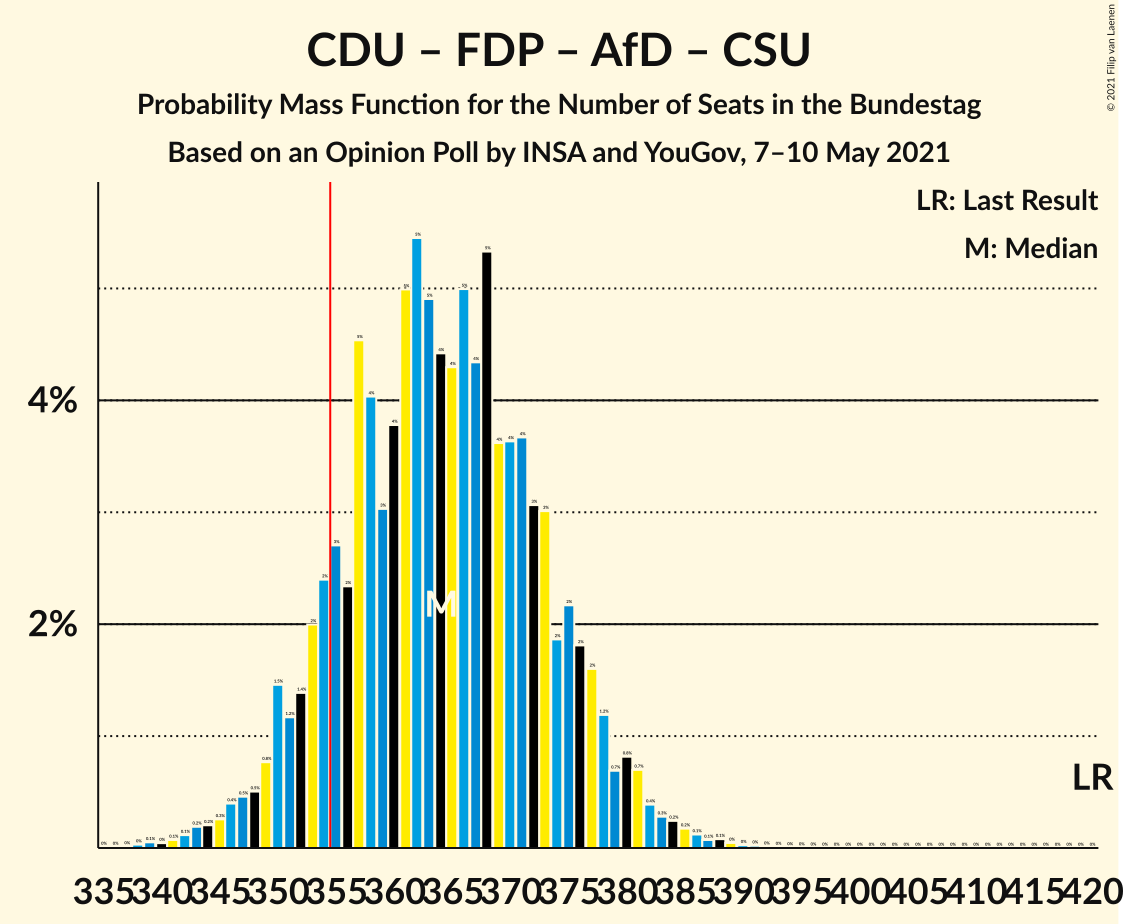 CDU – FDP – AfD – CSU
Probability Mass Function for the Number of Seats in the Bundestag
Based on an Opinion Poll by INSA and YouGov, 7–10 May 2021
© 2021 Filip van Laenen
LR: Last Result
M: Median
4%
2%
M
LR
335 340 345 350 355 360 365 370 375 380 385 390 395 400 405 410 415 420